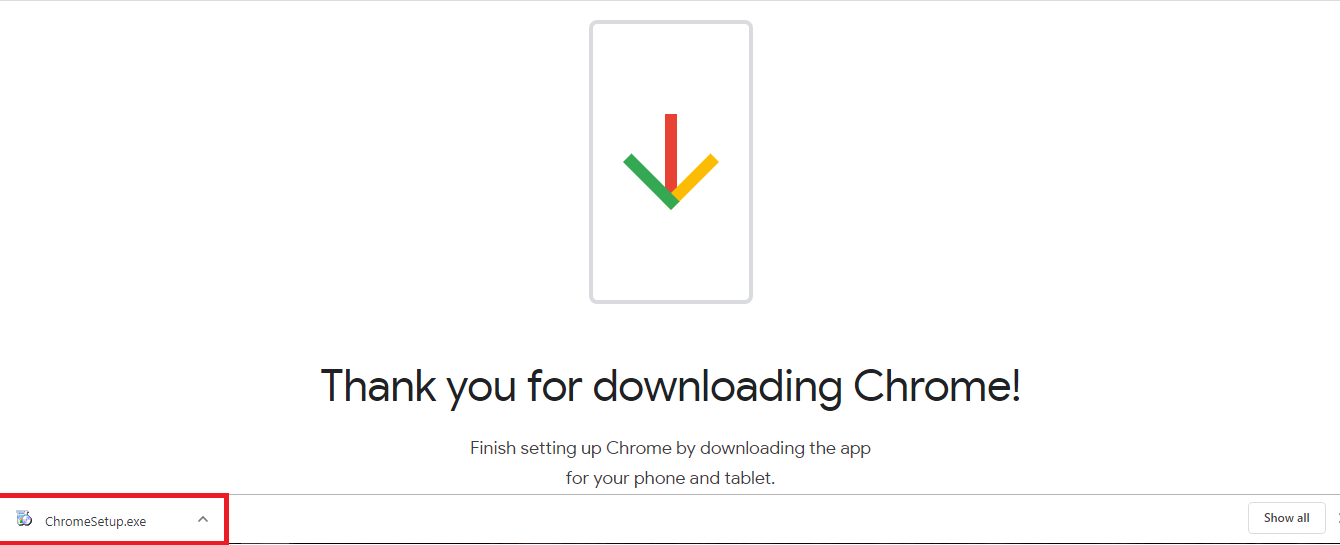 Thank you for downloading Chrome!
Finish setting up Chrome by downloading the app
for your phone and tablet.
ChromeSetup.exe
Show all